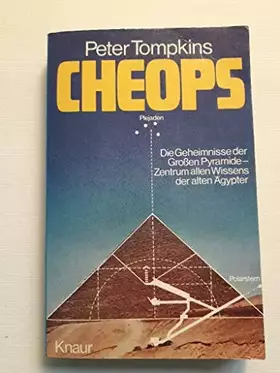 Peter Tompkins
CHEOPS
Plejaden
Die Geheimnisse der
Großen Pyramide–
Zentrum allen Wissens
der alten Ägypter
Polarstern
Knaur